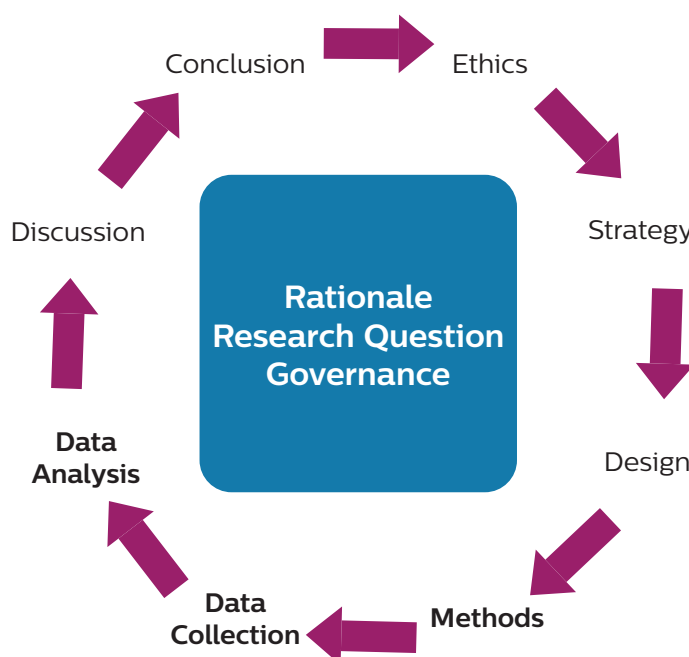 Conclusion
Ethics
Discussion
Strategy
Rationale
Research Question
Governance
Data
Analysis
Design
Data
Collection
Methods